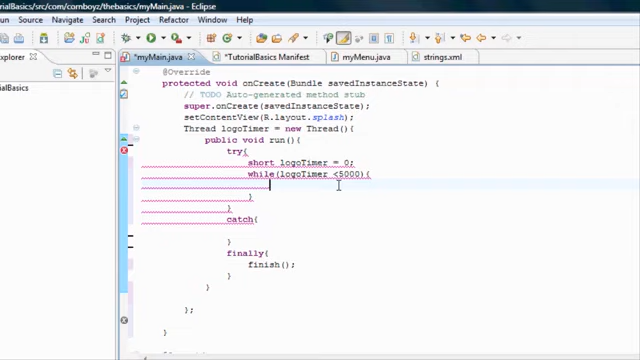 torialBasics/src/com/cornboyz/thebasics/myMain.java - Eclipse
Source Refactor Navigate Search Project Run Window Help
xplorer
*myMain.java
*TutorialBasics Manifest
myMenu.java
strings.xml
orialBasics
@Override
protected void onCreate(Bundle savedInstanceState) {
// TODO Auto-generated method stub
super.onCreate(savedInstanceState);
setContentView(R.layout.splash);
Thread logoTimer = new Thread(){
public void run(){
try{
short logoTimer = 0;
while(logoTimer <5000){
}
}
catch{
}
finally{
finish();
}
}
};
}